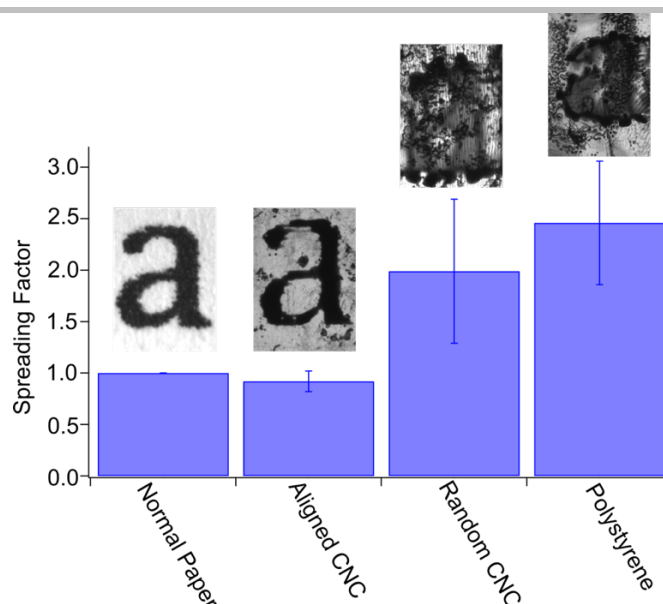 a
a
a
a
3.0
2.5
2.0
1.5
1.0
0.5
0.0
Spreading Factor
Normal Paper
Aligned CNC
Random CNC
Polystyrene